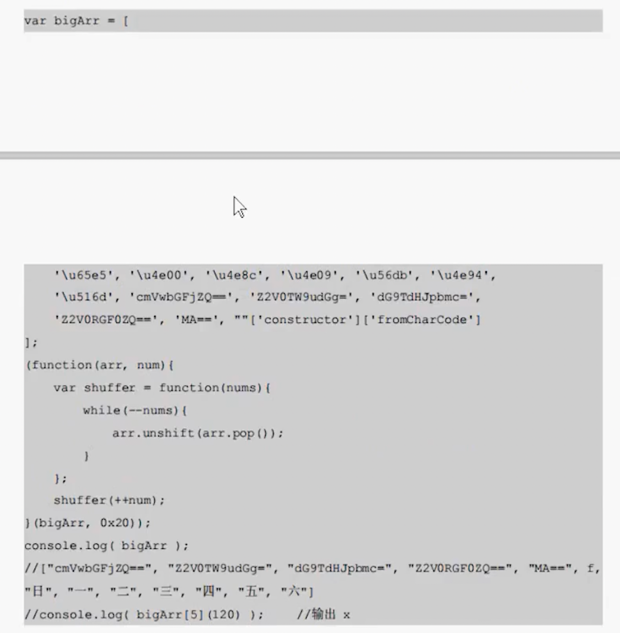 var bigArr = [
'\u65e5', '\u4e00', '\u4e8c', '\u4e09', '\u56db', '\u4e94',
'\u516d', 'cmVwbGFjZQ==', 'Z2V0TW9udGg=', 'dG9TdHJpbmc=',
'Z2V0RGF0ZQ==', 'MA==', ""['constructor']['fromCharCode']
];
(function(arr, num){
var shuffer = function(nums){
while(--nums){
arr.unshift(arr.pop());
}
};
shuffer(++num);
}(bigArr, 0x20));
console.log( bigArr );
//["cmVwbGFjZQ==", "Z2V0TW9udGg=", "dG9TdHJpbmc=", "Z2V0RGF0ZQ==", "MA==", f,
"日", "一", "二", "三", "四", "五", "六"]
//console.log( bigArr[5](120) ); //输出 x